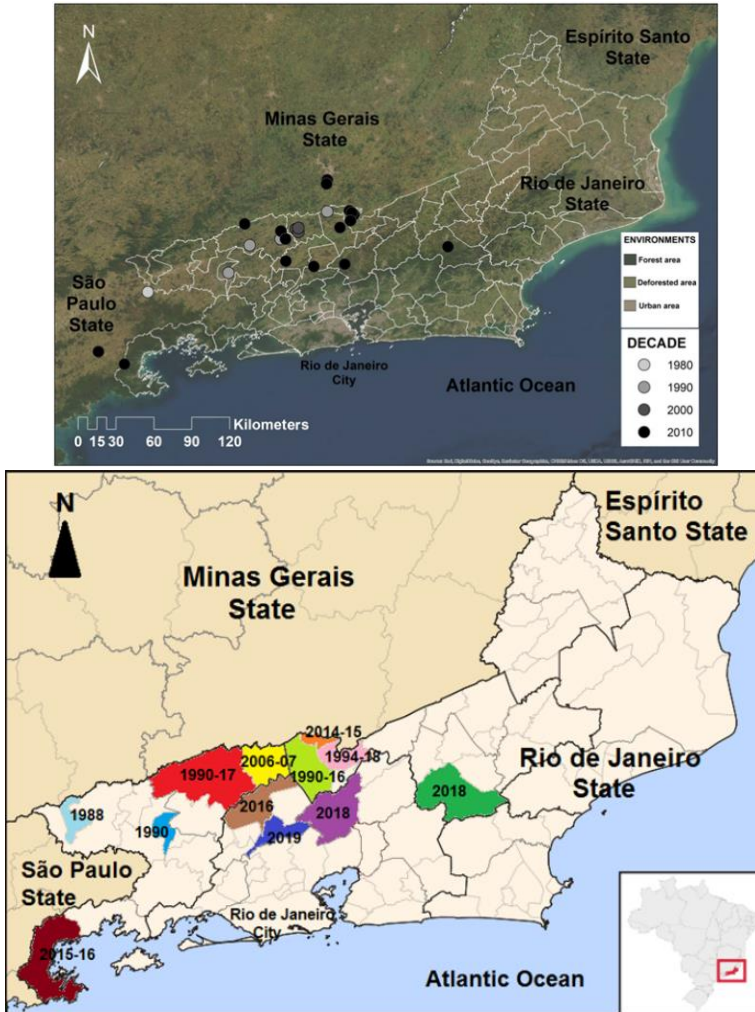 N
Espírito Santo
State
Minas Gerais
State
Rio de Janeiro
State
ENVIRONMENTS
Forest area
Deforested area
Urban area
São
Paulo
State
DECADE
1980
1990
2000
2010
Rio de Janeiro
City
Atlantic Ocean
Kilometers
0 15 30 60 90 120
N
Espírito
Santo State
Minas Gerais
State
2014-15
1994-18
2006-07
1990-17
1990-16
Rio de Janeiro
State
2018
2016
2018
1988
1990
2019
São Paulo
State
Rio de Janeiro
City
2015-16
Atlantic Ocean